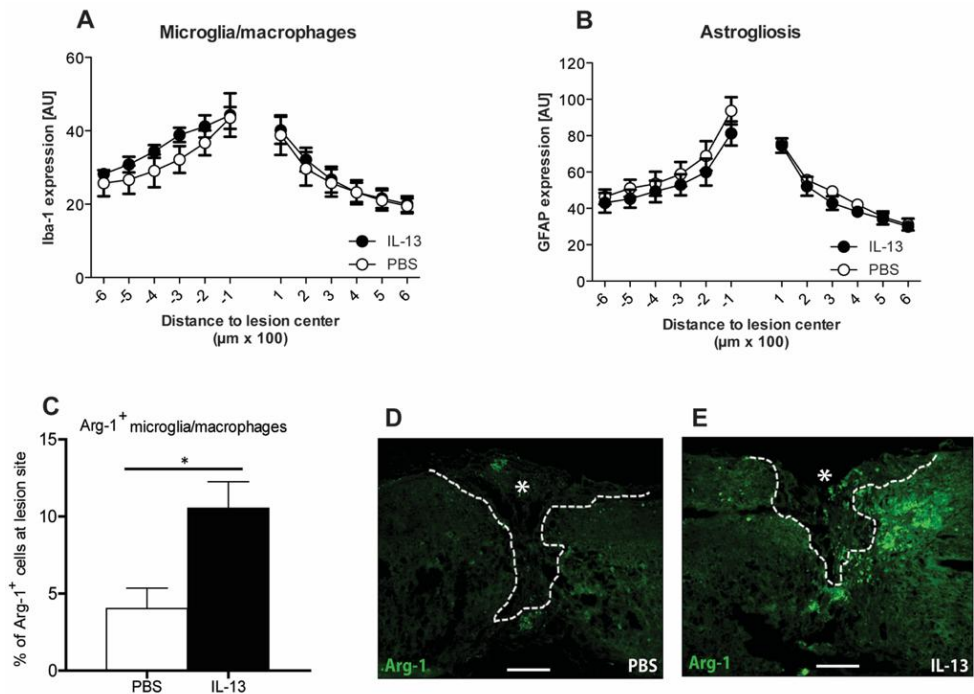 A
Microglia/macrophages
Iba-1 expression [AU]
60
40
20
0
IL-13
PBS
-6 -5 -4 -3 -2 -1 1 2 3 4 5 6
Distance to lesion center
(µm x 100)
B
Astrogliosis
GFAP expression [AU]
120
100
80
60
40
20
0
IL-13
PBS
-6 -5 -4 -3 -2 -1 1 2 3 4 5 6
Distance to lesion center
(µm x 100)
C
Arg-1+ microglia/macrophages
% of Arg-1+ cells at lesion site
15
10
5
0
*
PBS IL-13
D
*
Arg-1 PBS
E
*
Arg-1 IL-13